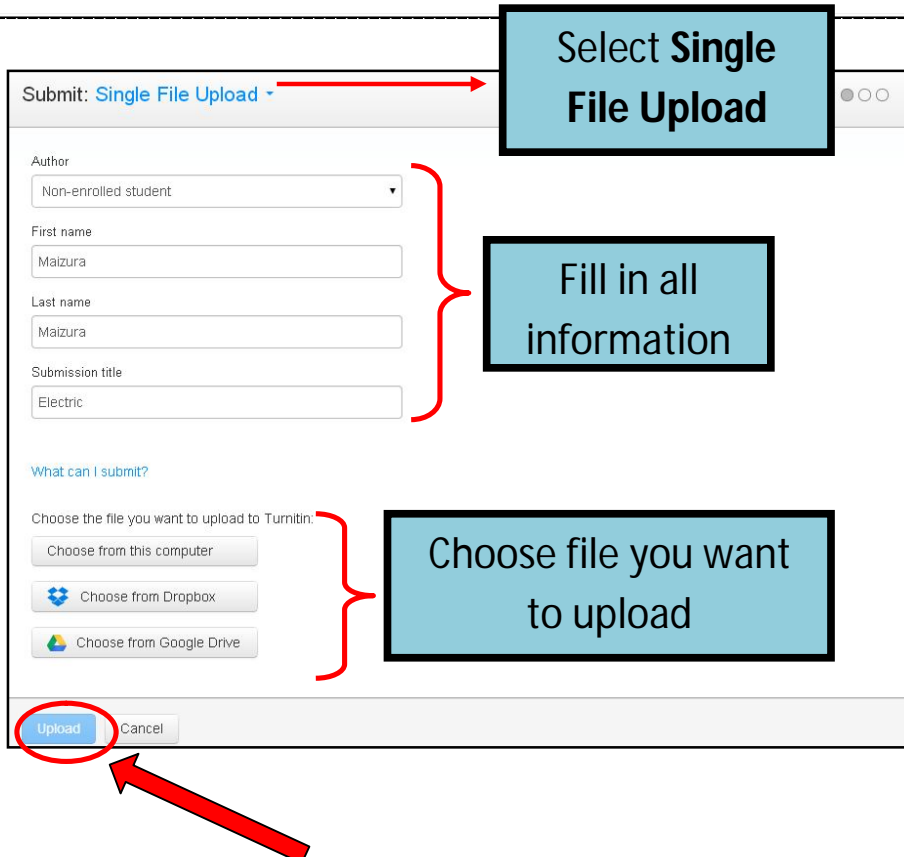 Select Single
File Upload
Submit: Single File Upload
Author
Non-enrolled student
First name
Maizura
Last name
Maizura
Submission title
Electric
Fill in all
information
What can I submit?
Choose the file you want to upload to Turnitin:
Choose from this computer
Choose from Dropbox
Choose from Google Drive
Choose file you want
to upload
Upload Cancel